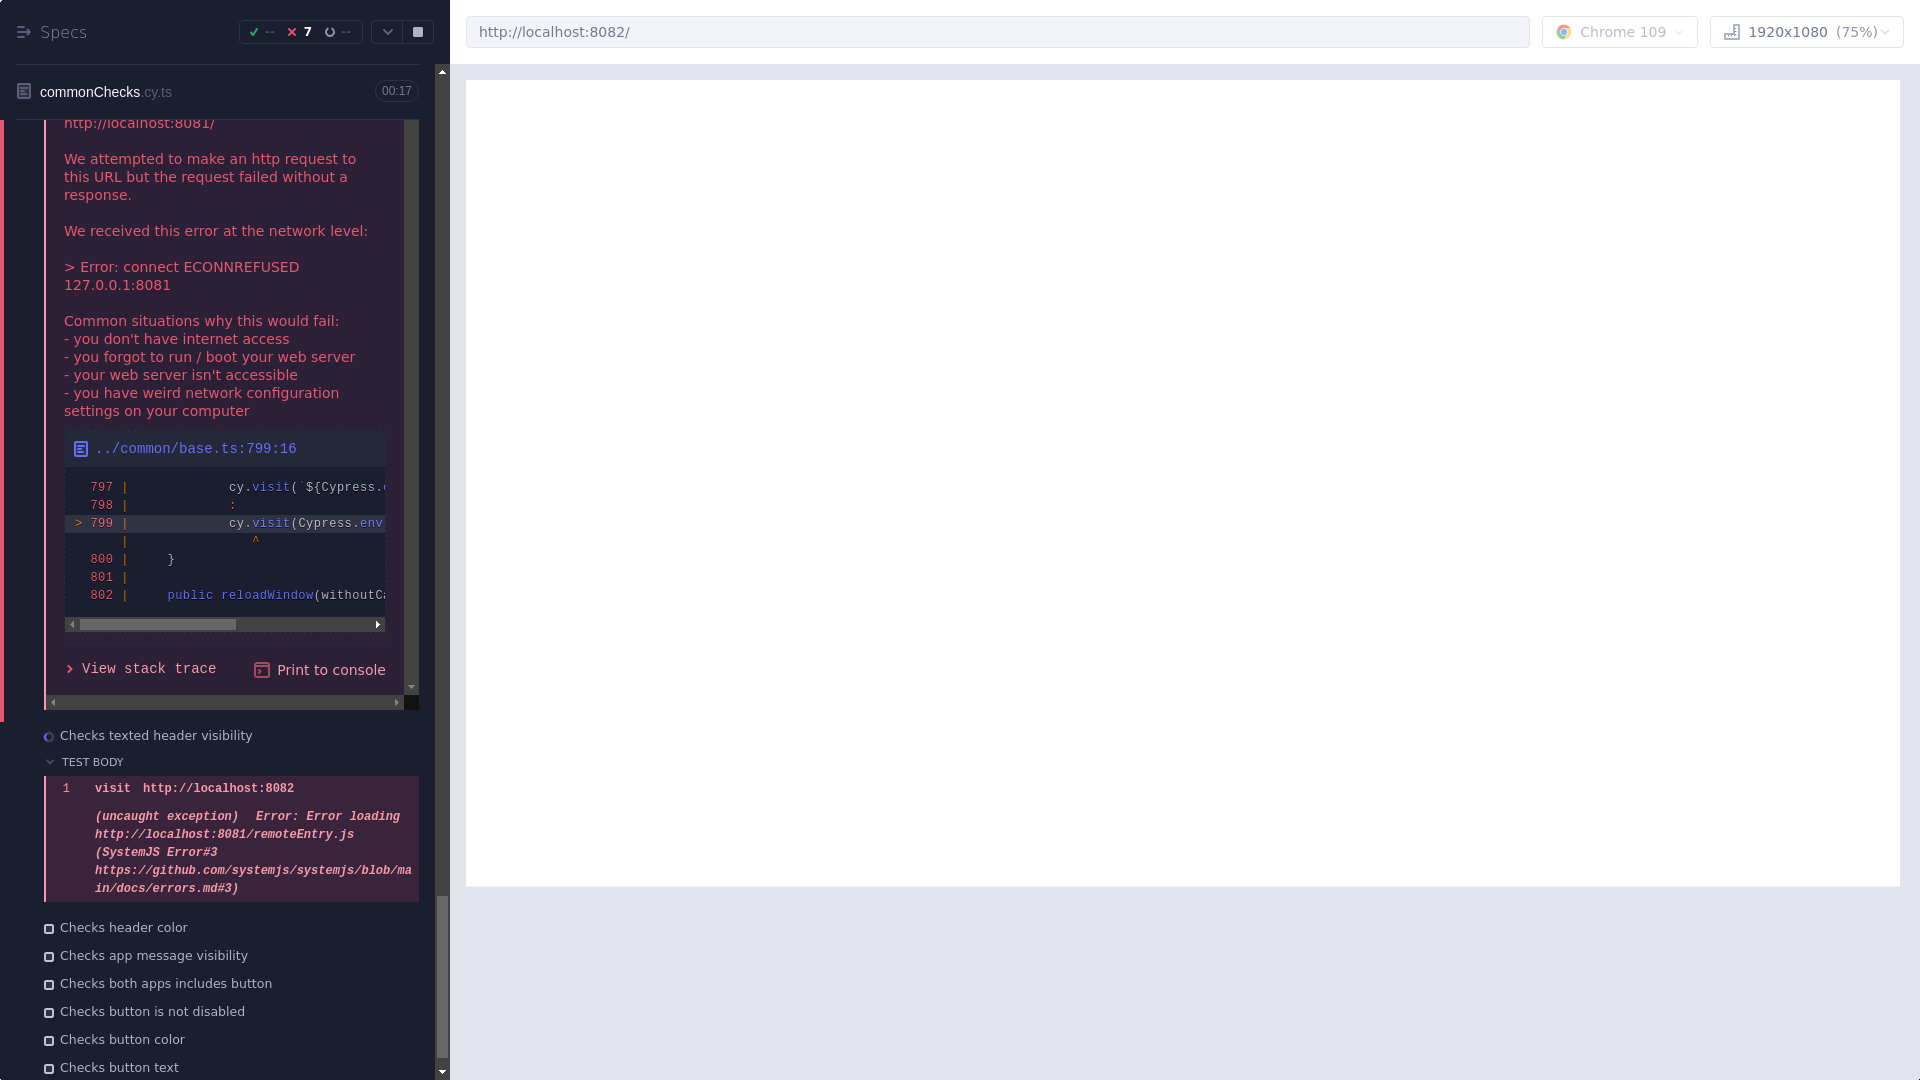 Specs
-- 7 --
http://localhost:8082/
Chrome 109
1920x1080 (75%)
commonChecks.cy.ts
00:17
http://localhost:8081/
We attempted to make an http request to
this URL but the request failed without a
response.
We received this error at the network level:
> Error: connect ECONNREFUSED
127.0.0.1:8081
Common situations why this would fail:
- you don't have internet access
- you forgot to run / boot your web server
- your web server isn't accessible
- you have weird network configuration
settings on your computer
../common/base.ts:799:16
797 | cy.visit(`${Cypress.
798 | :
> 799 | cy.visit(Cypress.env
| ^
800 | }
801 |
802 | public reloadWindow(withoutCa
View stack trace
Print to console
Checks texted header visibility
TEST BODY
1 visit http://localhost:8082
(uncaught exception) Error: Error loading
http://localhost:8081/remoteEntry.js
(SystemJS Error#3
https://github.com/systemjs/systemjs/blob/ma
in/docs/errors.md#3)
Checks header color
Checks app message visibility
Checks both apps includes button
Checks button is not disabled
Checks button color
Checks button text